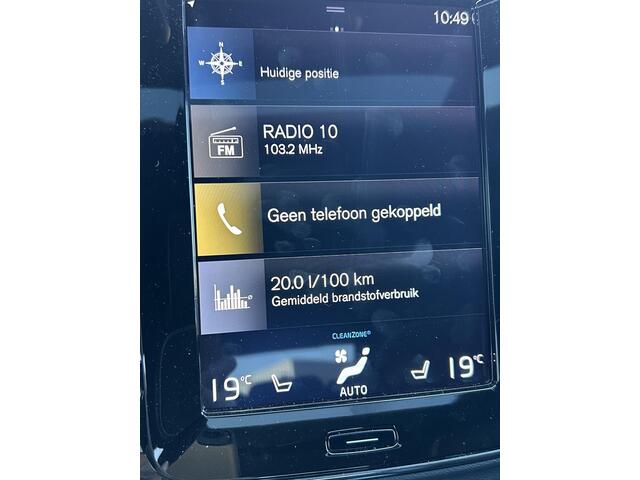 10:49
N
W E
S
Huidige positie
RADIO 10
FM
103.2 MHz
Geen telefoon gekoppeld
20.0 l/100 km
Gemiddeld brandstofverbruik
CLEANZONE®
19°C
19°C
AUTO